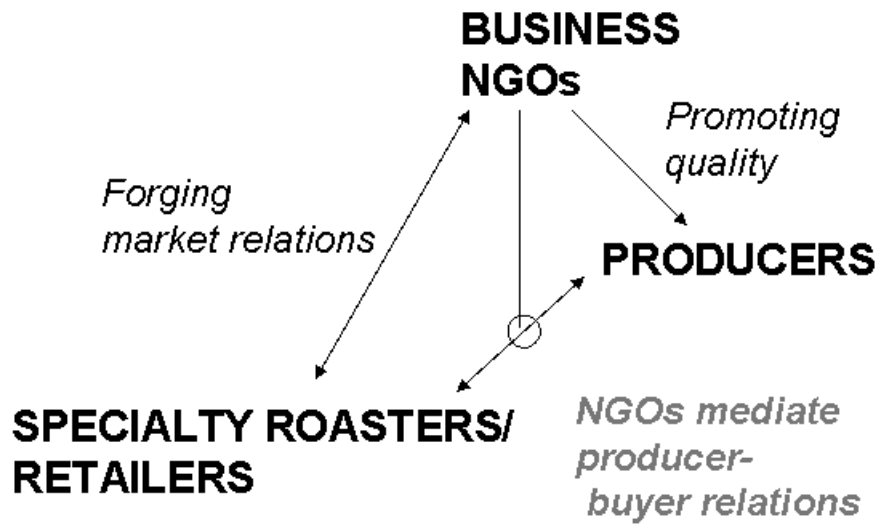 BUSINESS
NGOs
Promoting
quality
Forging
market relations
PRODUCERS
SPECIALTY ROASTERS/
RETAILERS
NGOs mediate
producer-
buyer relations